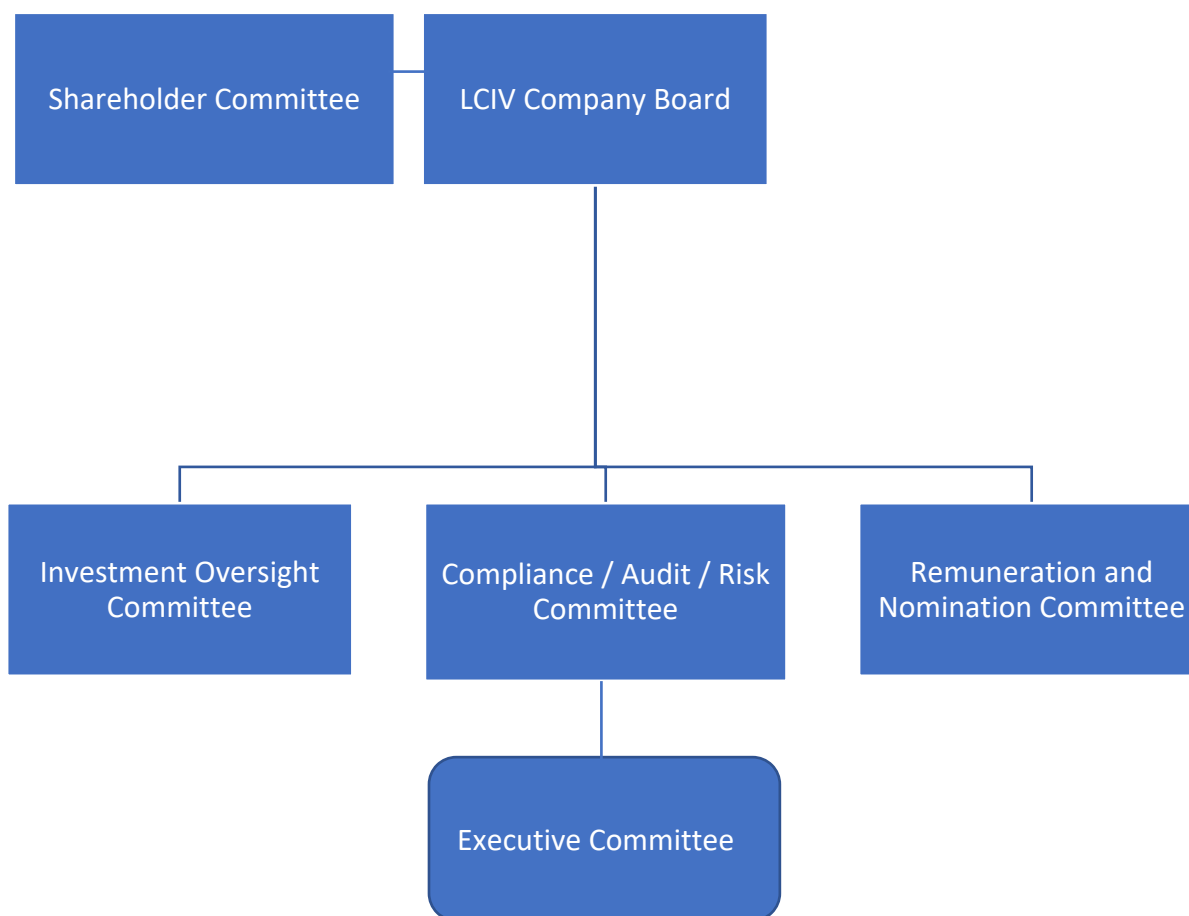 Shareholder Committee
LCIV Company Board
Investment Oversight
Committee
Compliance / Audit / Risk
Committee
Remuneration and
Nomination Committee
Executive Committee